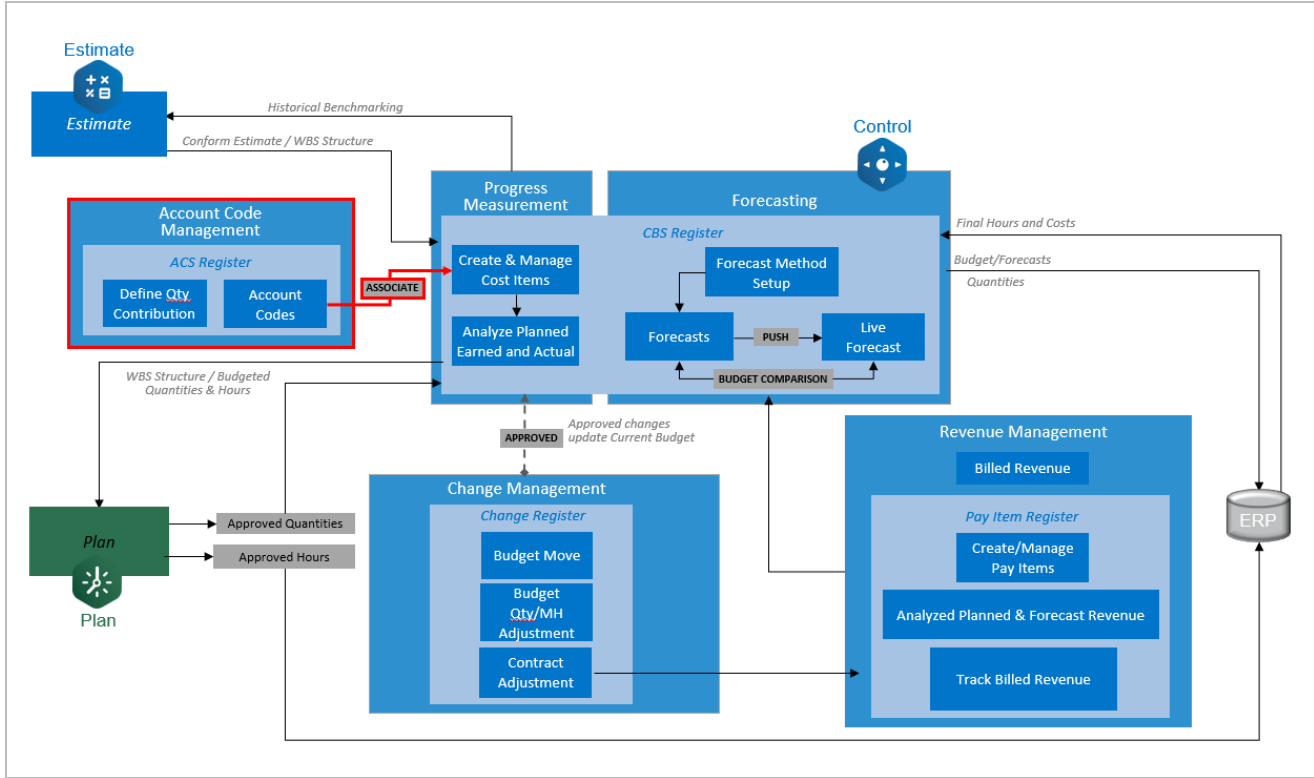 Estimate
Estimate
Historical Benchmarking
Conform Estimate / WBS Structure
Control
Account Code
Management
ACS Register
Define Qty
Contribution
Account
Codes
ASSOCIATE
Progress
Measurement
Forecasting
CBS Register
Create & Manage
Cost Items
Analyze Planned
Earned and Actual
Forecast Method
Setup
Forecasts
PUSH
Live
Forecast
BUDGET COMPARISON
Final Hours and Costs
Budget/Forecasts
Quantities
WBS Structure / Budgeted
Quantities & Hours
APPROVED
Approved changes
update Current Budget
Plan
Plan
Approved Quantities
Approved Hours
Change Management
Change Register
Budget Move
Budget
Qty/MH
Adjustment
Contract
Adjustment
Revenue Management
Billed Revenue
Pay Item Register
Create/Manage
Pay Items
Analyzed Planned & Forecast Revenue
Track Billed Revenue
ERP